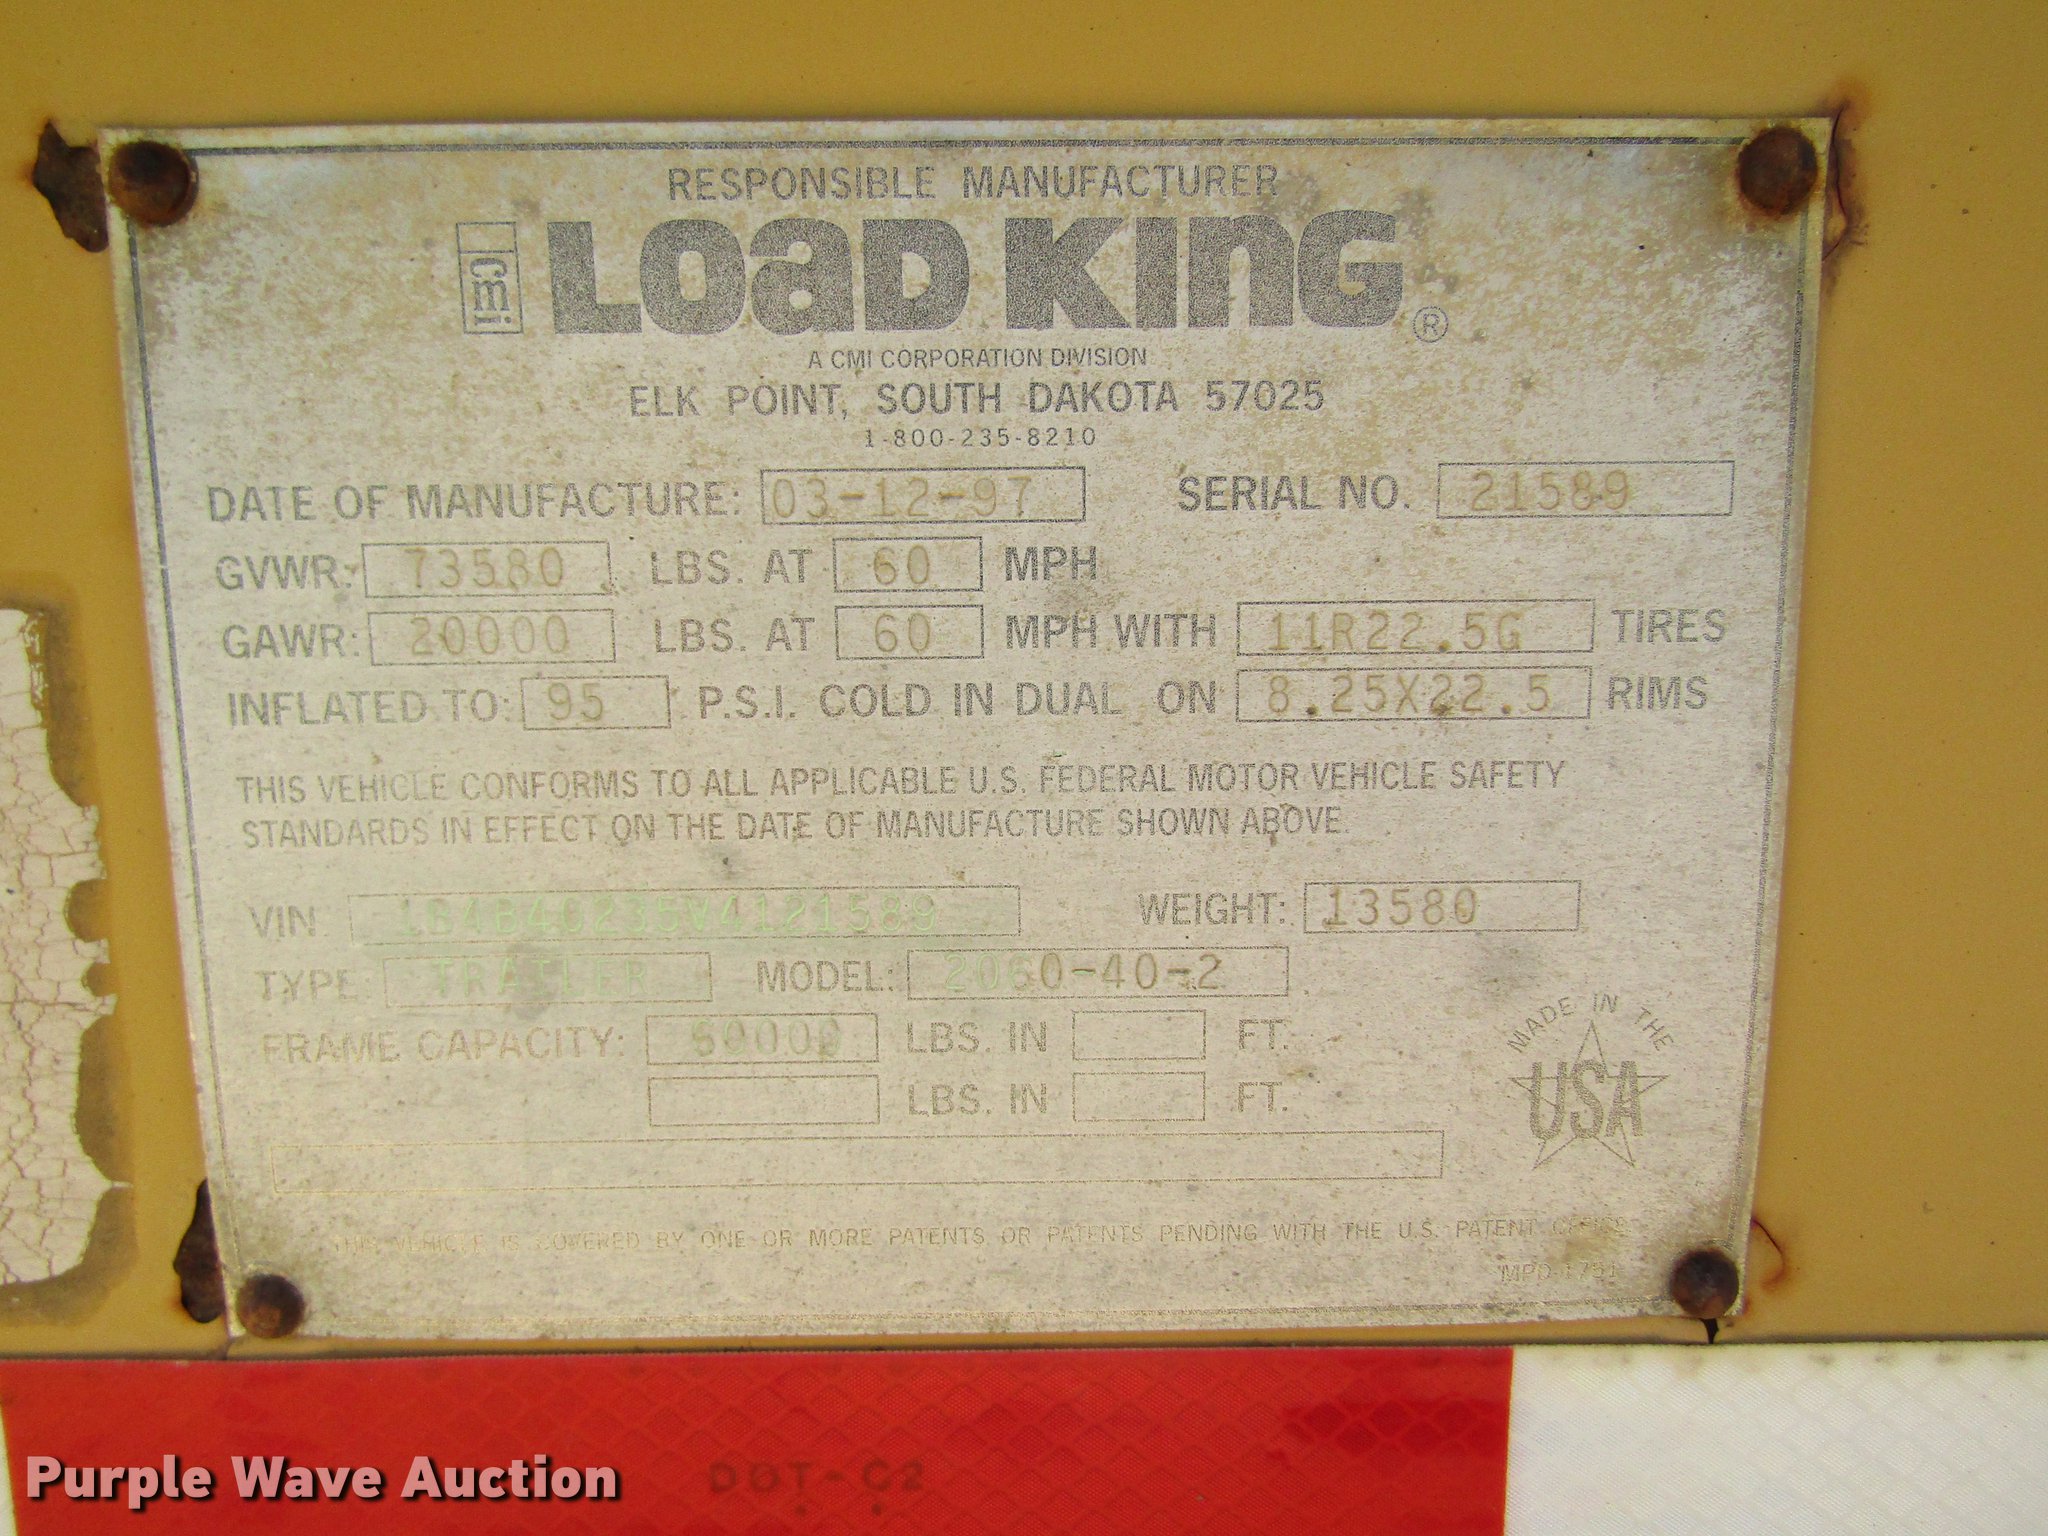 RESPONSIBLE MANUFACTURER
cmi LOAD KING ®
A CMI CORPORATION DIVISION
ELK POINT, SOUTH DAKOTA 57025
1-800-235-8210
DATE OF MANUFACTURE: 03-12-97 SERIAL NO. 21589
GVWR: 73580 LBS. AT 60 MPH
GAWR: 20000 LBS. AT 60 MPH WITH 11R22.5G TIRES
INFLATED TO: 95 P.S.I. COLD IN DUAL ON 8.25X22.5 RIMS
THIS VEHICLE CONFORMS TO ALL APPLICABLE U.S. FEDERAL MOTOR VEHICLE SAFETY
STANDARDS IN EFFECT ON THE DATE OF MANUFACTURE SHOWN ABOVE.
VIN WEIGHT: 13580
TYPE: TRAILER MODEL: 2060-40-2
FRAME CAPACITY: LBS. IN FT.
LBS. IN FT.
MADE IN THE
USA
THIS VEHICLE IS COVERED BY ONE OR MORE PATENTS OR PATENTS PENDING WITH THE U.S. PATENT OFFICE
MPD-1751
DOT-C2
Purple Wave Auction